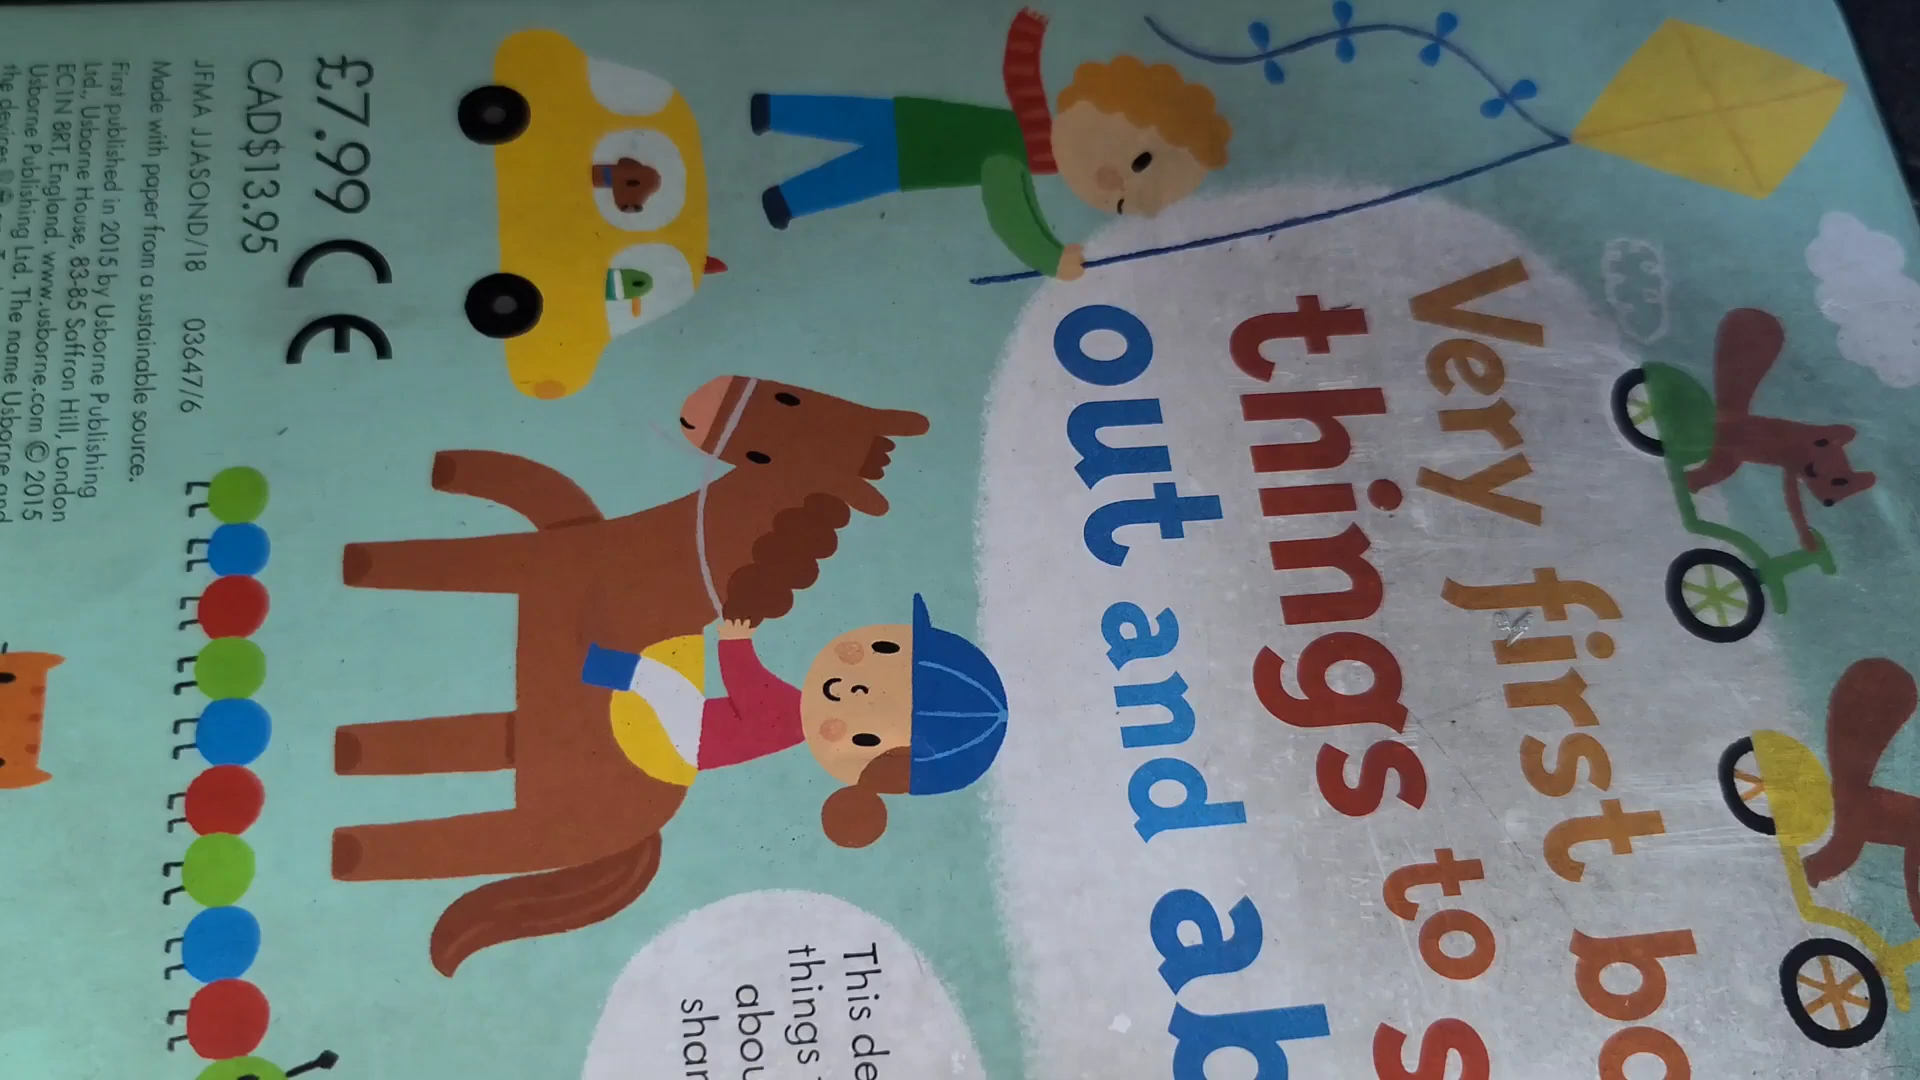 Very first bo
things to s
out and ab
This de
things
abou
shar
£7.99 CE
CAD$13.95
JFMA JJASOND/18 03647/6
Made with paper from a sustainable source.
First published in 2015 by Usborne Publishing
Ltd., Usborne House, 83-85 Saffron Hill, London
EC1N 8RT, England. www.usborne.com © 2015
Usborne Publishing Ltd. The name Usborne and
the devices